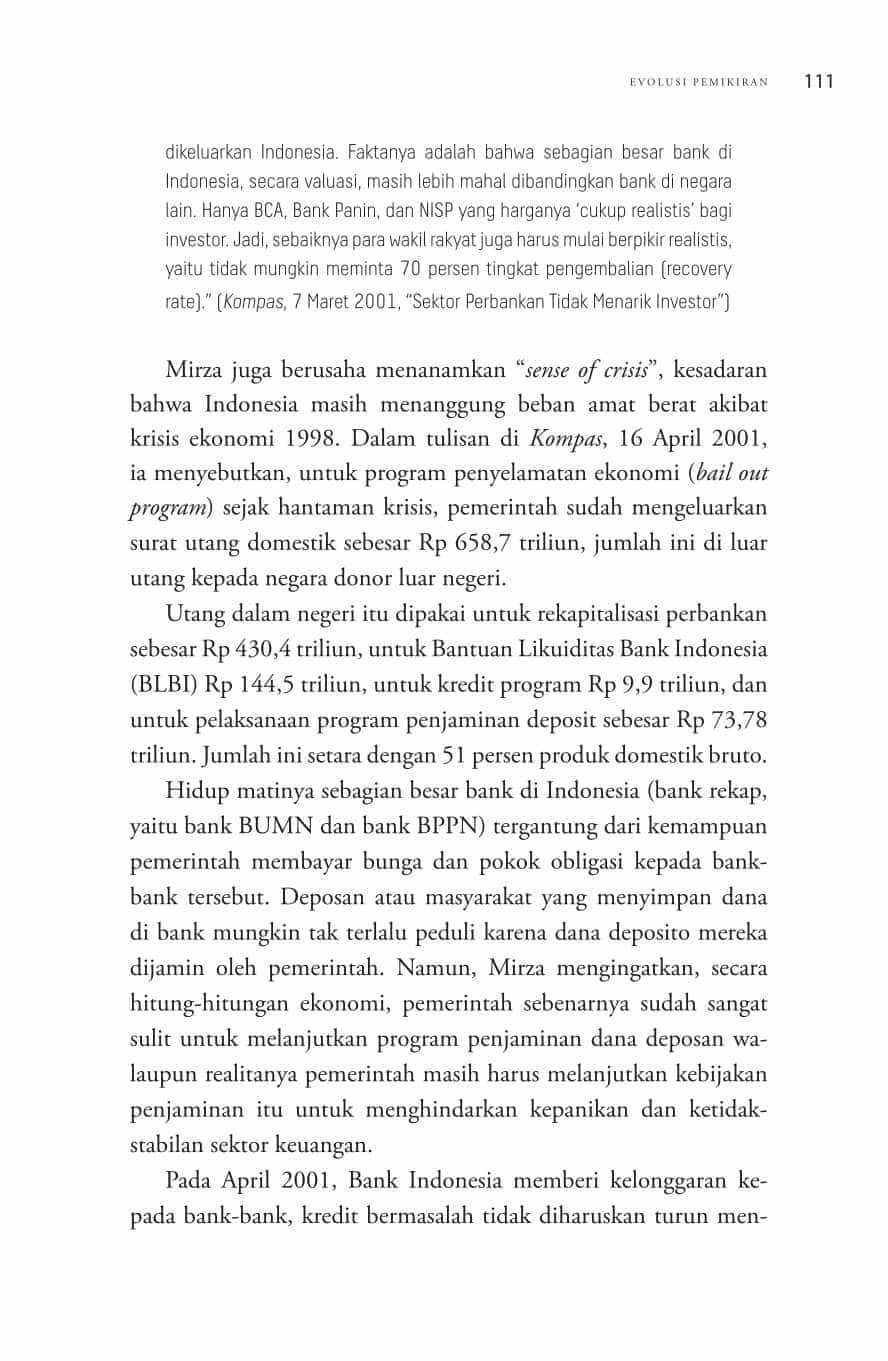 EVOLUSI PEMIKIRAN 111
dikeluarkan Indonesia. Faktanya adalah bahwa sebagian besar bank di
Indonesia, secara valuasi, masih lebih mahal dibandingkan bank di negara
lain. Hanya BCA, Bank Panin, dan NISP yang harganya ‘cukup realistis’ bagi
investor. Jadi, sebaiknya para wakil rakyat juga harus mulai berpikir realistis,
yaitu tidak mungkin meminta 70 persen tingkat pengembalian (recovery
rate).” (Kompas, 7 Maret 2001, “Sektor Perbankan Tidak Menarik Investor”)
Mirza juga berusaha menanamkan “sense of crisis”, kesadaran
bahwa Indonesia masih menanggung beban amat berat akibat
krisis ekonomi 1998. Dalam tulisan di Kompas, 16 April 2001,
ia menyebutkan, untuk program penyelamatan ekonomi (bail out
program) sejak hantaman krisis, pemerintah sudah mengeluarkan
surat utang domestik sebesar Rp 658,7 triliun, jumlah ini di luar
utang kepada negara donor luar negeri.
Utang dalam negeri itu dipakai untuk rekapitalisasi perbankan
sebesar Rp 430,4 triliun, untuk Bantuan Likuiditas Bank Indonesia
(BLBI) Rp 144,5 triliun, untuk kredit program Rp 9,9 triliun, dan
untuk pelaksanaan program penjaminan deposit sebesar Rp 73,78
triliun. Jumlah ini setara dengan 51 persen produk domestik bruto.
Hidup matinya sebagian besar bank di Indonesia (bank rekap,
yaitu bank BUMN dan bank BPPN) tergantung dari kemampuan
pemerintah membayar bunga dan pokok obligasi kepada bank-
bank tersebut. Deposan atau masyarakat yang menyimpan dana
di bank mungkin tak terlalu peduli karena dana deposito mereka
dijamin oleh pemerintah. Namun, Mirza mengingatkan, secara
hitung-hitungan ekonomi, pemerintah sebenarnya sudah sangat
sulit untuk melanjutkan program penjaminan dana deposan wa-
laupun realitanya pemerintah masih harus melanjutkan kebijakan
penjaminan itu untuk menghindarkan kepanikan dan ketidak-
stabilan sektor keuangan.
Pada April 2001, Bank Indonesia memberi kelonggaran ke-
pada bank-bank, kredit bermasalah tidak diharuskan turun men-